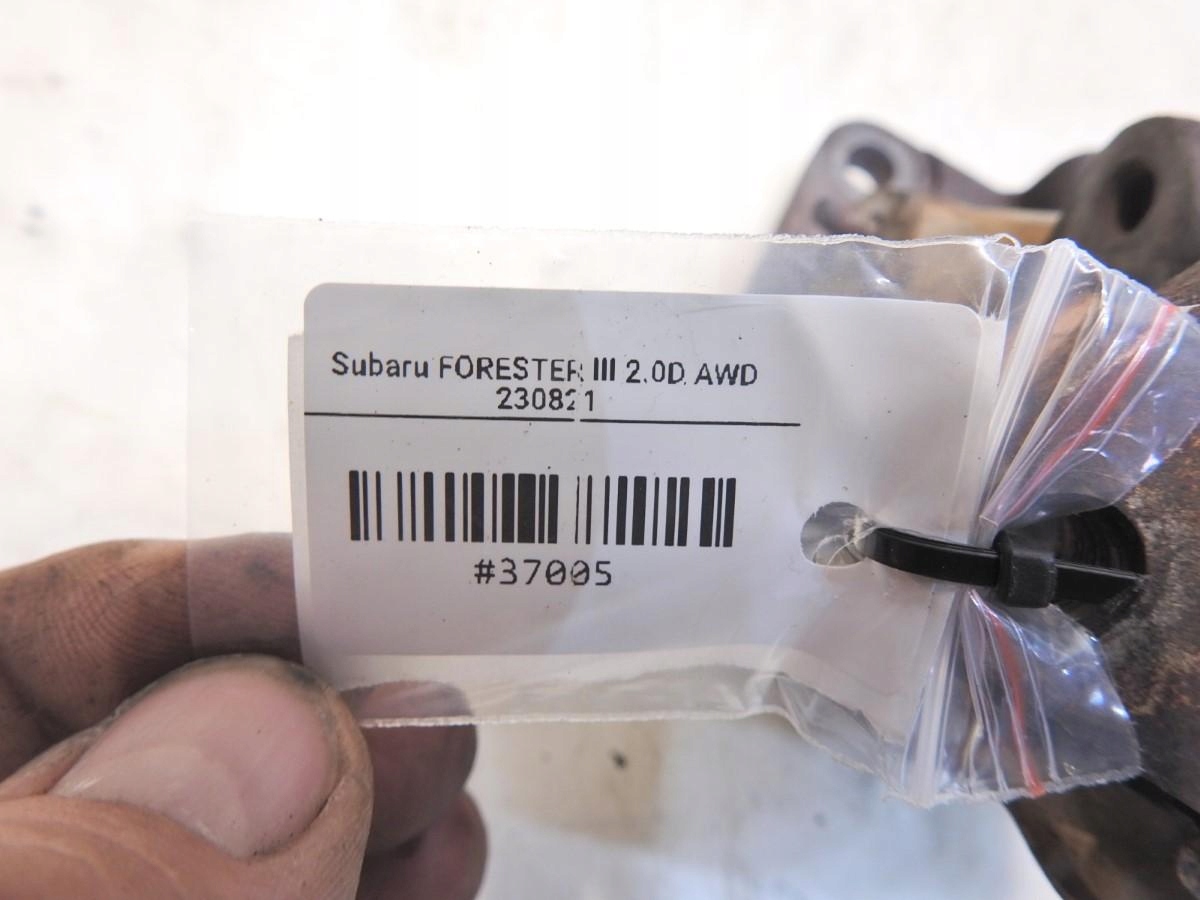 Subaru FORESTER III 2.0D AWD
230821
#37005